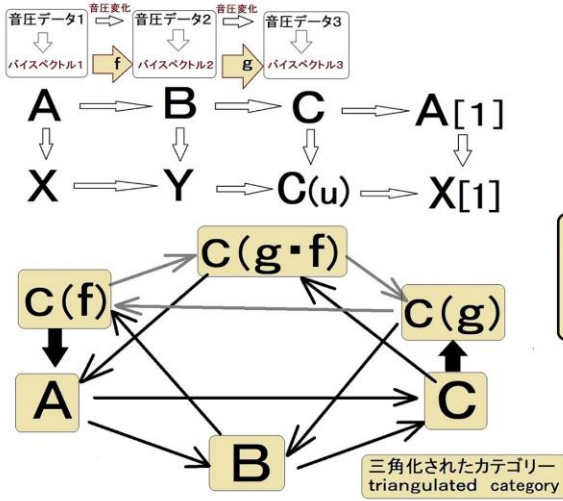 音圧変化 音圧変化
音圧データ1 音圧データ2 音圧データ3
バイスペクトル1 f バイスペクトル2 g バイスペクトル3
A B C A[1]
X Y C(u) X[1]
C(g・f)
C(f)
C(g)
A C
B
三角化されたカテゴリー
triangulated category